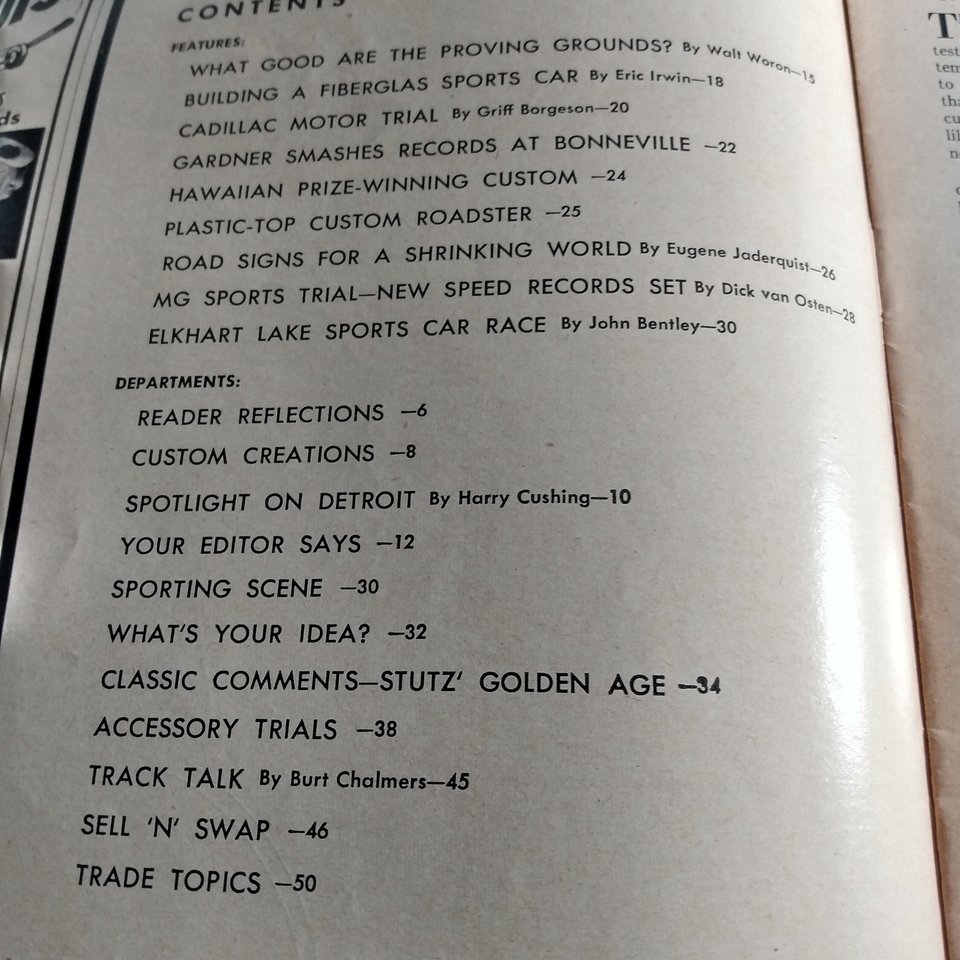 CONTENTS
FEATURES:
WHAT GOOD ARE THE PROVING GROUNDS? By Walt Woron—15
BUILDING A FIBERGLAS SPORTS CAR By Eric Irwin—18
CADILLAC MOTOR TRIAL By Griff Borgeson—20
GARDNER SMASHES RECORDS AT BONNEVILLE —22
HAWAIIAN PRIZE-WINNING CUSTOM —24
PLASTIC-TOP CUSTOM ROADSTER —25
ROAD SIGNS FOR A SHRINKING WORLD By Eugene Jaderquist—26
MG SPORTS TRIAL—NEW SPEED RECORDS SET By Dick van Osten—28
ELKHART LAKE SPORTS CAR RACE By John Bentley—30
DEPARTMENTS:
READER REFLECTIONS —6
CUSTOM CREATIONS —8
SPOTLIGHT ON DETROIT By Harry Cushing—10
YOUR EDITOR SAYS —12
SPORTING SCENE —30
WHAT'S YOUR IDEA? —32
CLASSIC COMMENTS—STUTZ' GOLDEN AGE —34
ACCESSORY TRIALS —38
TRACK TALK By Burt Chalmers—45
SELL 'N' SWAP —46
TRADE TOPICS —50